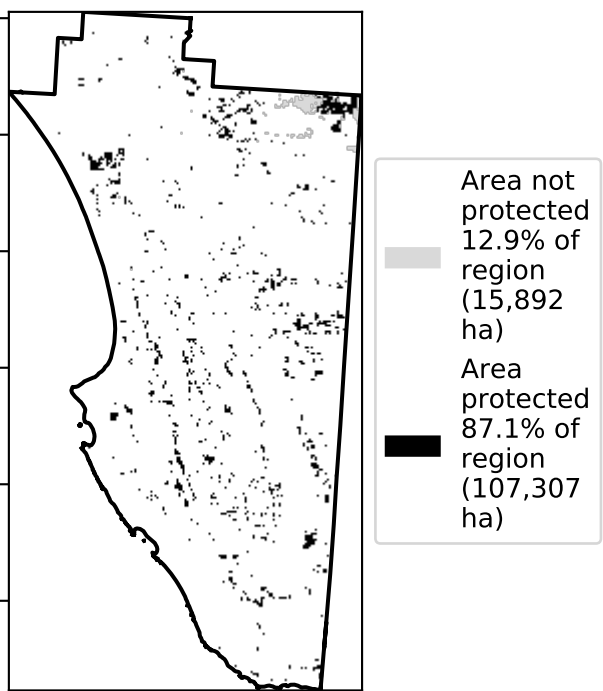 Area not
protected
12.9% of
region
(15,892
ha)
Area
protected
87.1% of
region
(107,307
ha)